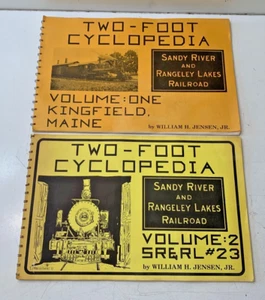 TWO-FOOT
CYCLOPEDIA
SANDY RIVER
AND
RANGELEY LAKES
RAILROAD
VOLUME:ONE
KINGFIELD,
MAINE
by WILLIAM H. JENSEN, JR.
TWO-FOOT
CYCLOPEDIA
SANDY RIVER
AND
RANGELEY LAKES
RAILROAD
VOLUME:2
SR&RL #23
by WILLIAM H. JENSEN, JR.